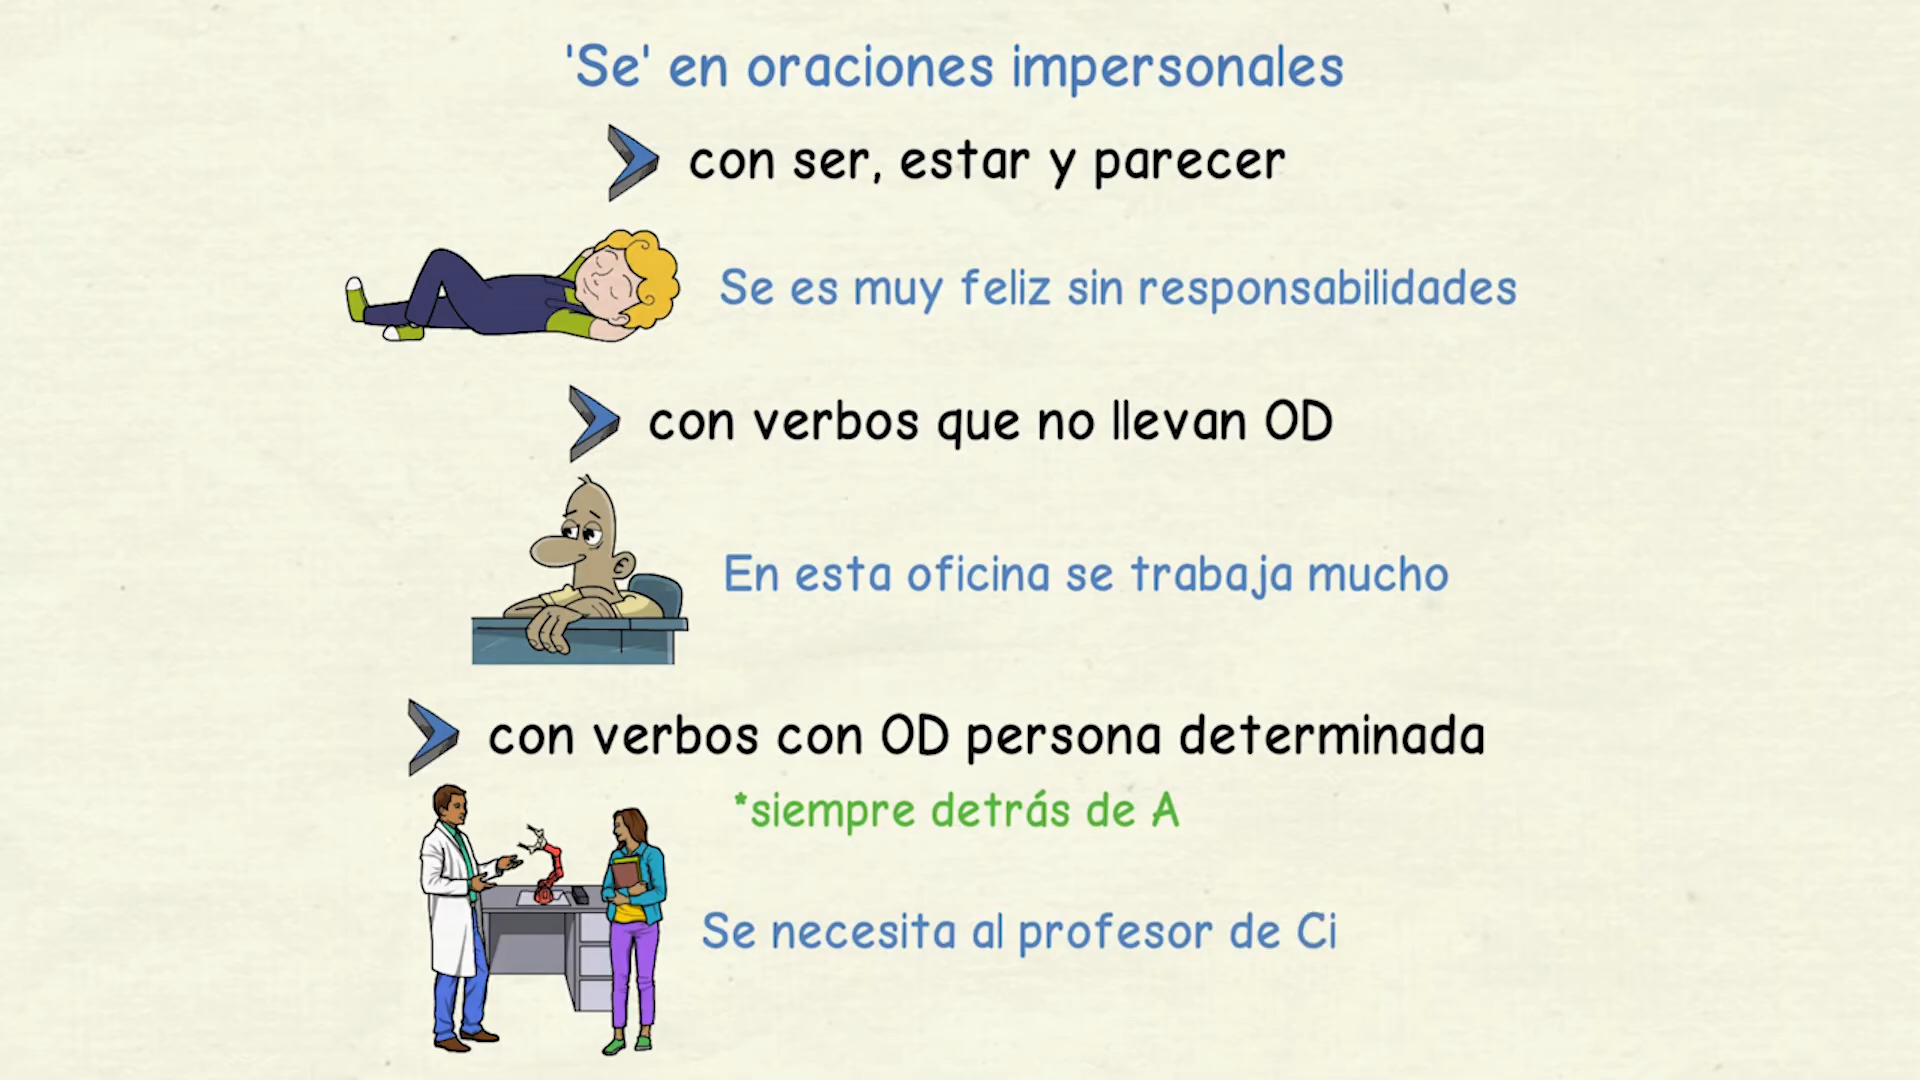 'Se' en oraciones impersonales
con ser, estar y parecer
Se es muy feliz sin responsabilidades
con verbos que no llevan OD
En esta oficina se trabaja mucho
con verbos con OD persona determinada
*siempre detrás de A
Se necesita al profesor de Ci